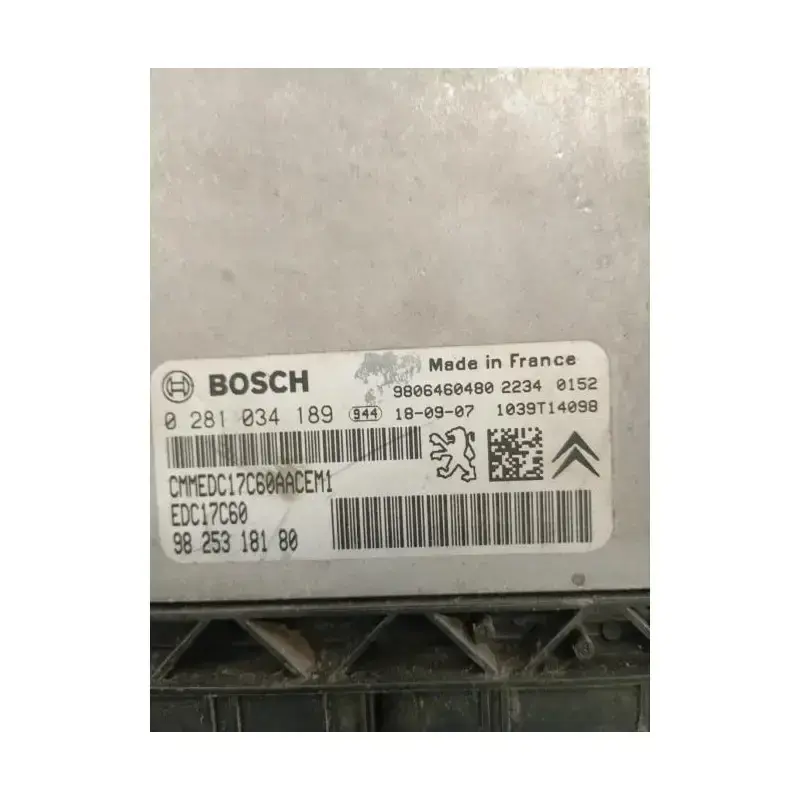 Made in France
BOSCH
9806460480 2234 0152
0 281 034 189 944 18-09-07 1039T14098
CMMEDC17C60AACEM1
EDC17C60
98 253 181 80